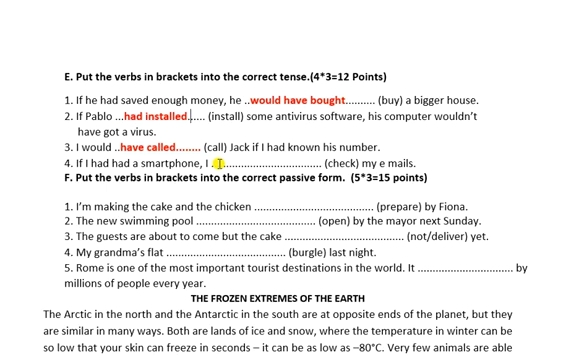 E. Put the verbs in brackets into the correct tense.(4*3=12 Points)
1. If he had saved enough money, he ..would have bought.......... (buy) a bigger house.
2. If Pablo ...had installed...... (install) some antivirus software, his computer wouldn't
have got a virus.
3. I would ..have called........ (call) Jack if I had known his number.
4. If I had had a smartphone, I ................................. (check) my e mails.
F. Put the verbs in brackets into the correct passive form. (5*3=15 points)
1. I'm making the cake and the chicken ................................. (prepare) by Fiona.
2. The new swimming pool ................................. (open) by the mayor next Sunday.
3. The guests are about to come but the cake ................................. (not/deliver) yet.
4. My grandma's flat ................................. (burgle) last night.
5. Rome is one of the most important tourist destinations in the world. It ........................... by
millions of people every year.
THE FROZEN EXTREMES OF THE EARTH
The Arctic in the north and the Antarctic in the south are at opposite ends of the planet, but they
are similar in many ways. Both are lands of ice and snow, where the temperature in winter can be
so low that your skin can freeze in seconds – it can be as low as –80°C. Very few animals are able